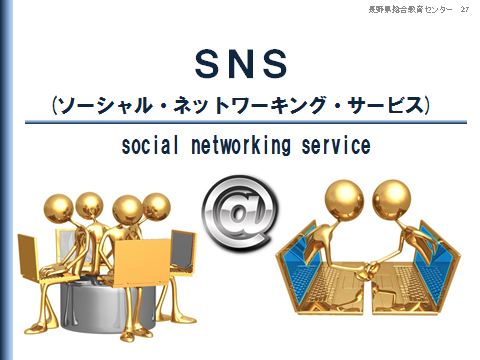 長野県総合教育センター 27
SNS
(ソーシャル・ネットワーキング・サービス)
social networking service
@